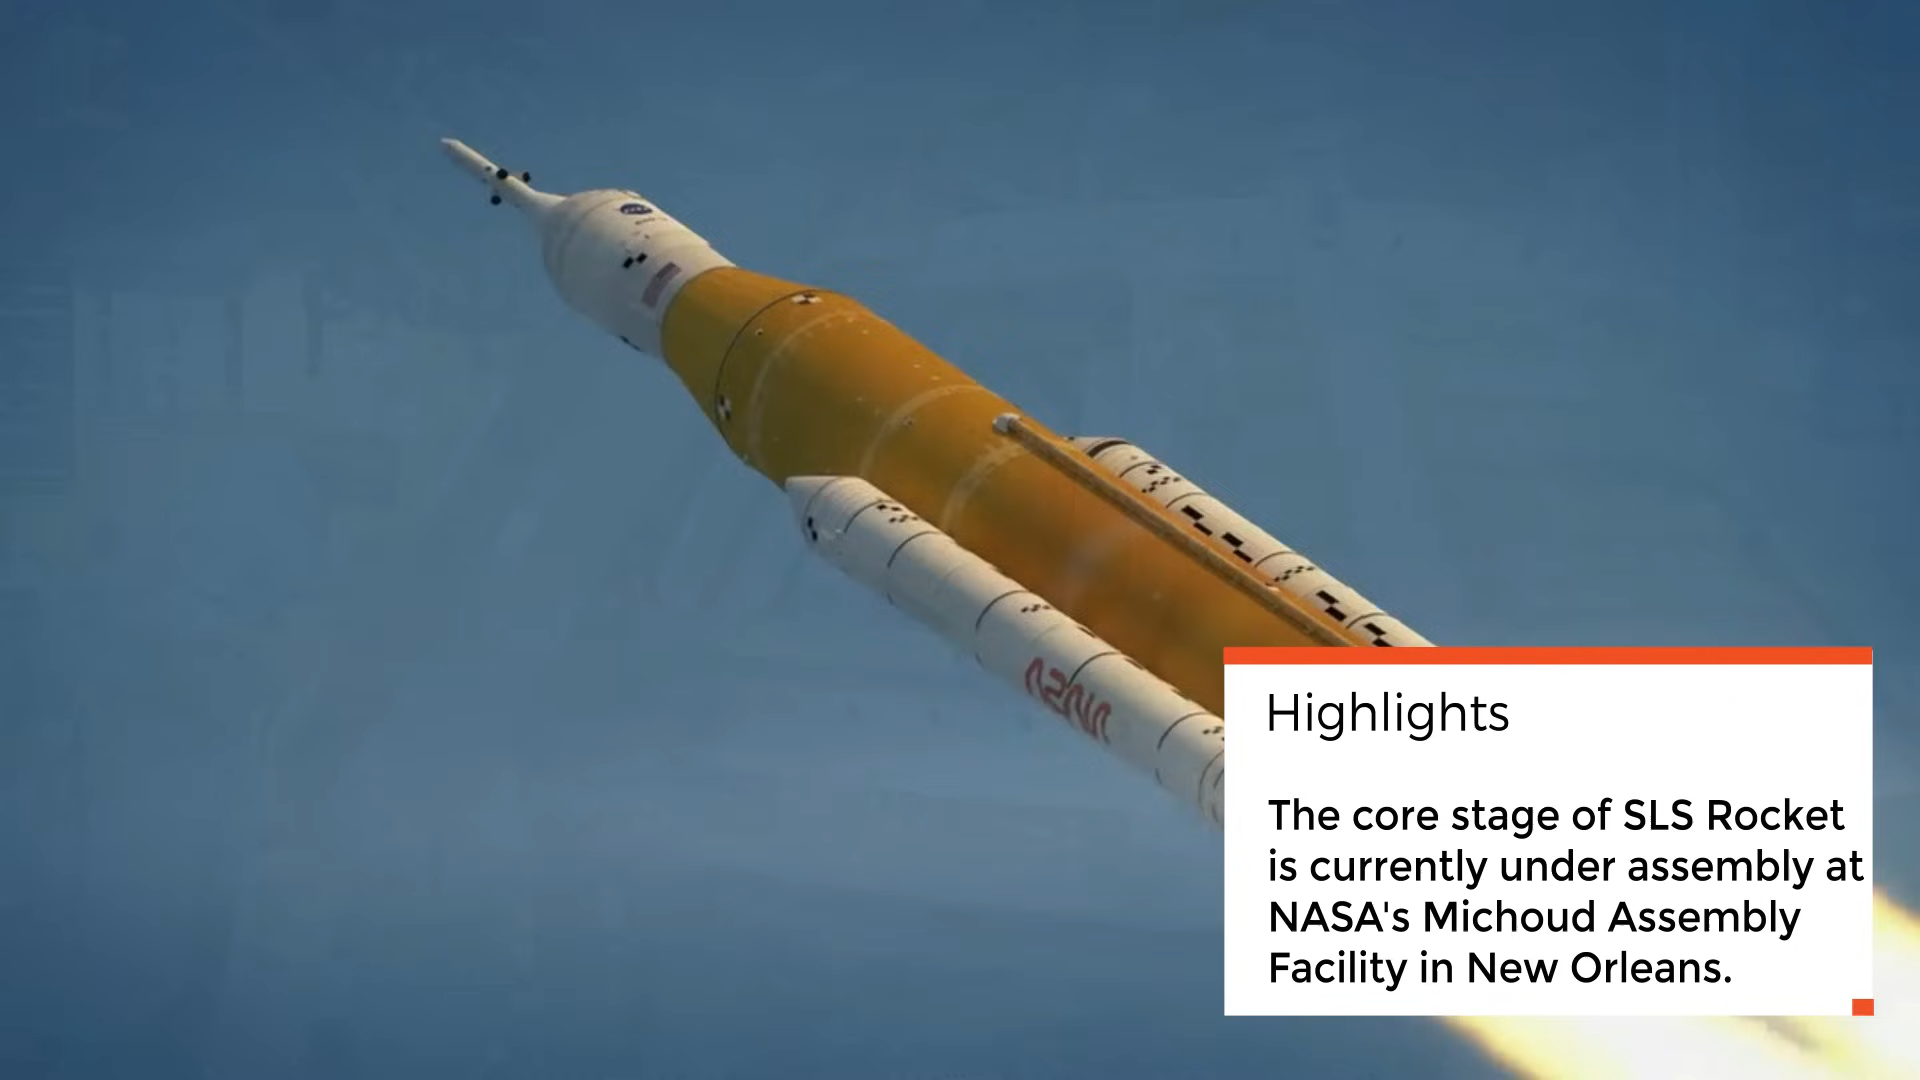 NASA
Highlights
The core stage of SLS Rocket
is currently under assembly at
NASA's Michoud Assembly
Facility in New Orleans.